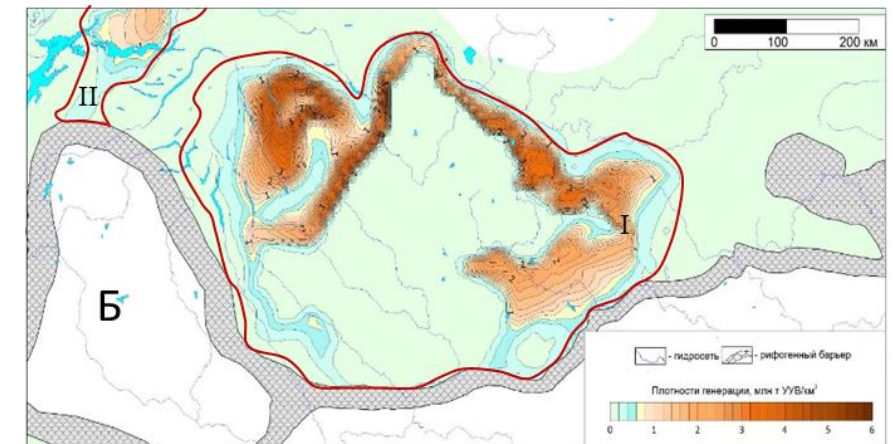 0 100 200 км
II
I
Б
- гидросеть - рифогенный барьер
Плотности генерации, млн т УУВ/км²
0 1 2 3 4 5 6